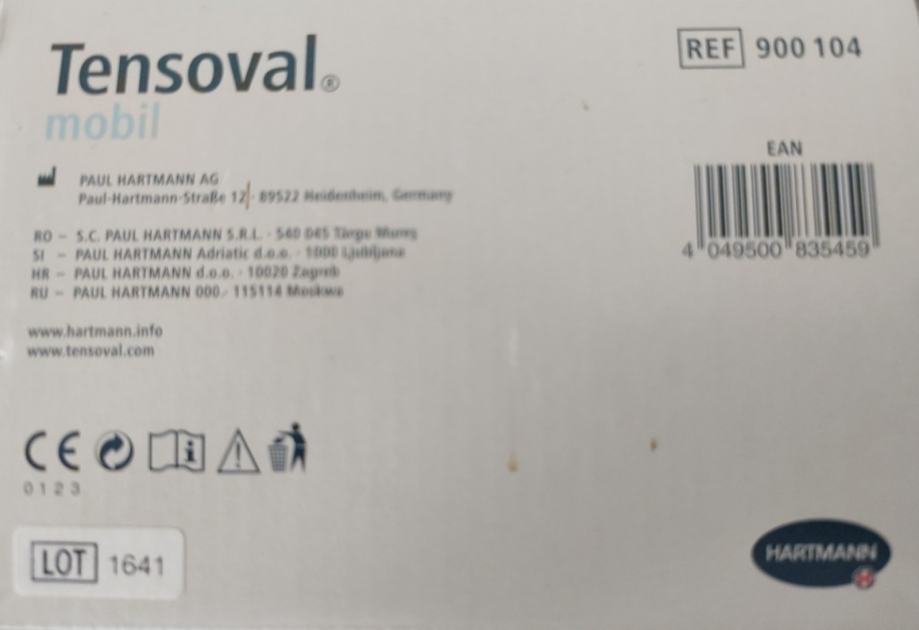 Tensoval®
mobil
REF 900 104
EAN
4 049500 835459
PAUL HARTMANN AG
Paul-Hartmann-Straße 12 · 89522 Heidenheim, Germany
RO – S.C. PAUL HARTMANN S.R.L. · 540 045 Târgu Mureş
SI – PAUL HARTMANN Adriatic d.o.o. · 1000 Ljubljana
HR – PAUL HARTMANN d.o.o. · 10020 Zagreb
RU – PAUL HARTMANN OOO · 115114 Moskwa
www.hartmann.info
www.tensoval.com
CE
0123
LOT 1641
HARTMANN